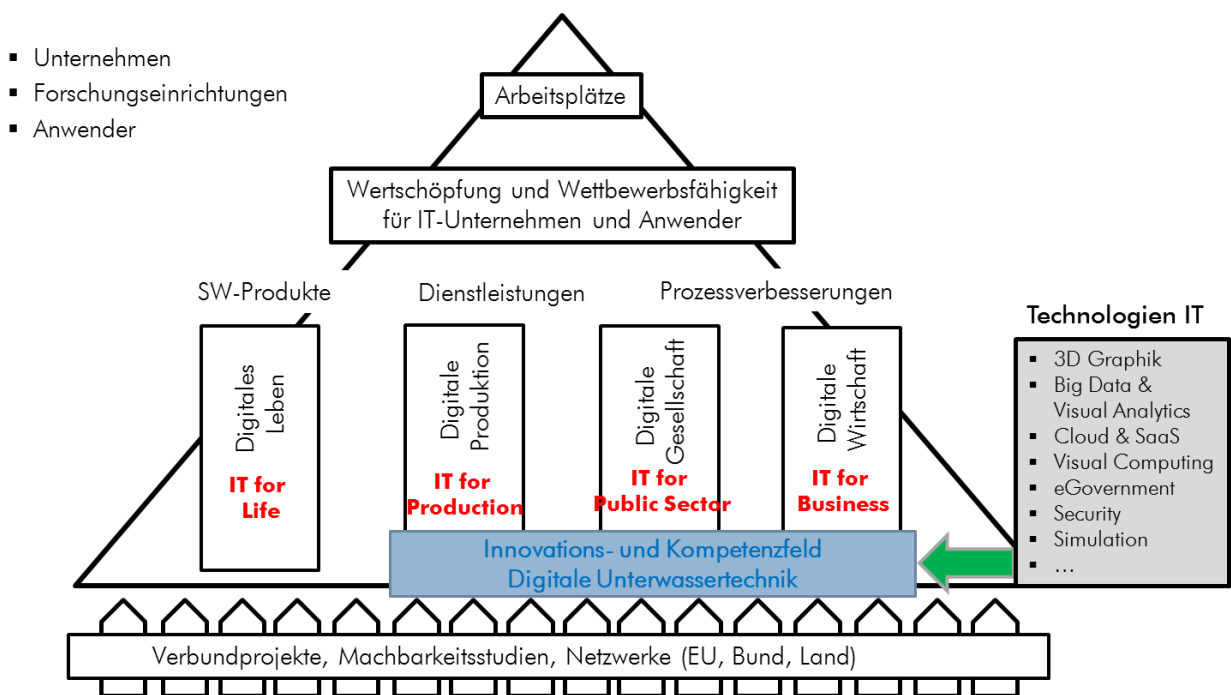 ▪ Unternehmen
▪ Forschungseinrichtungen
▪ Anwender
Arbeitsplätze
Wertschöpfung und Wettbewerbsfähigkeit
für IT-Unternehmen und Anwender
SW-Produkte
Dienstleistungen
Prozessverbesserungen
Digitales
Leben
IT for
Life
Digitale
Produktion
IT for
Production
Digitale
Gesellschaft
IT for
Public Sector
Digitale
Wirtschaft
IT for
Business
Technologien IT
▪ 3D Graphik
▪ Big Data &
Visual Analytics
▪ Cloud & SaaS
▪ Visual Computing
▪ eGovernment
▪ Security
▪ Simulation
▪ …
Innovations- und Kompetenzfeld
Digitale Unterwassertechnik
Verbundprojekte, Machbarkeitsstudien, Netzwerke (EU, Bund, Land)